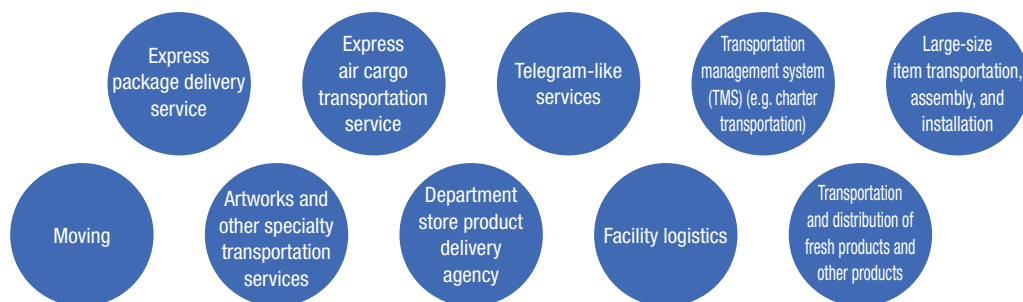 Express
package delivery
service
Express
air cargo
transportation
service
Telegram-like
services
Transportation
management system
(TMS) (e.g. charter
transportation)
Large-size
item transportation,
assembly, and
installation
Moving
Artworks and
other specialty
transportation
services
Department
store product
delivery
agency
Facility logistics
Transportation
and distribution of
fresh products and
other products